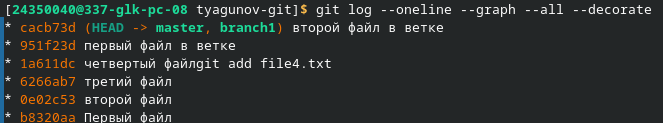 [24350040@337-glk-pc-08 tyagunov-git]$ git log --oneline --graph --all --decorate
* cacb73d (HEAD -> master, branch1) второй файл в ветке
* 951f23d первый файл в ветке
* 1a611dc четвертый файлgit add file4.txt
* 6266ab7 третий файл
* 0e02c53 второй файл
* b8320aa Первый файл